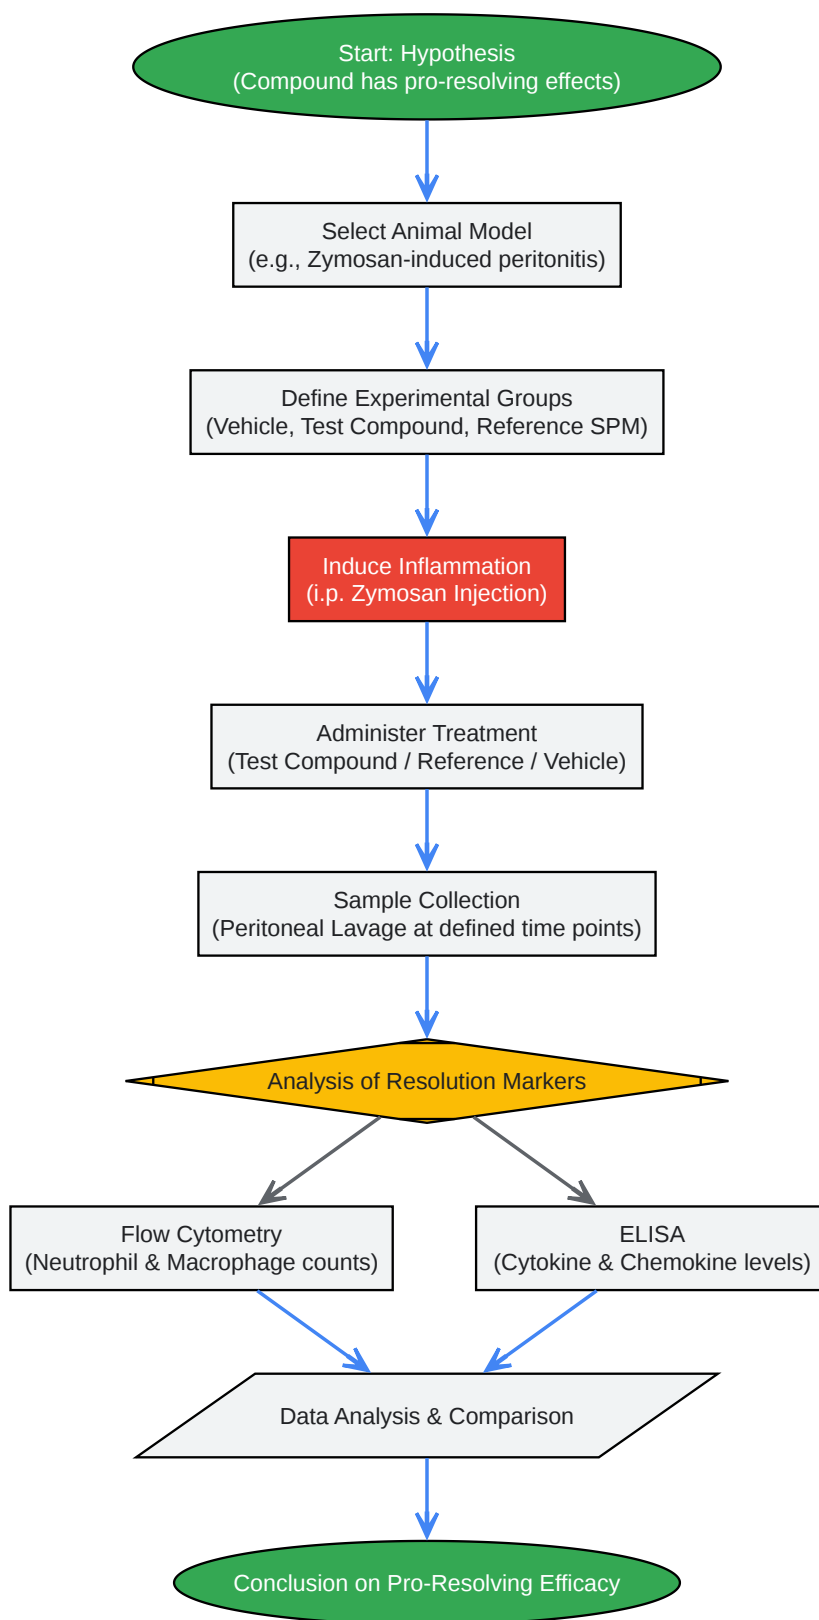 Start: Hypothesis
(Compound has pro-resolving effects)
Select Animal Model
(e.g., Zymosan-induced peritonitis)
Define Experimental Groups
(Vehicle, Test Compound, Reference SPM)
Induce Inflammation
(i.p. Zymosan Injection)
Administer Treatment
(Test Compound / Reference / Vehicle)
Sample Collection
(Peritoneal Lavage at defined time points)
Analysis of Resolution Markers
Flow Cytometry
(Neutrophil & Macrophage counts)
ELISA
(Cytokine & Chemokine levels)
Data Analysis & Comparison
Conclusion on Pro-Resolving Efficacy